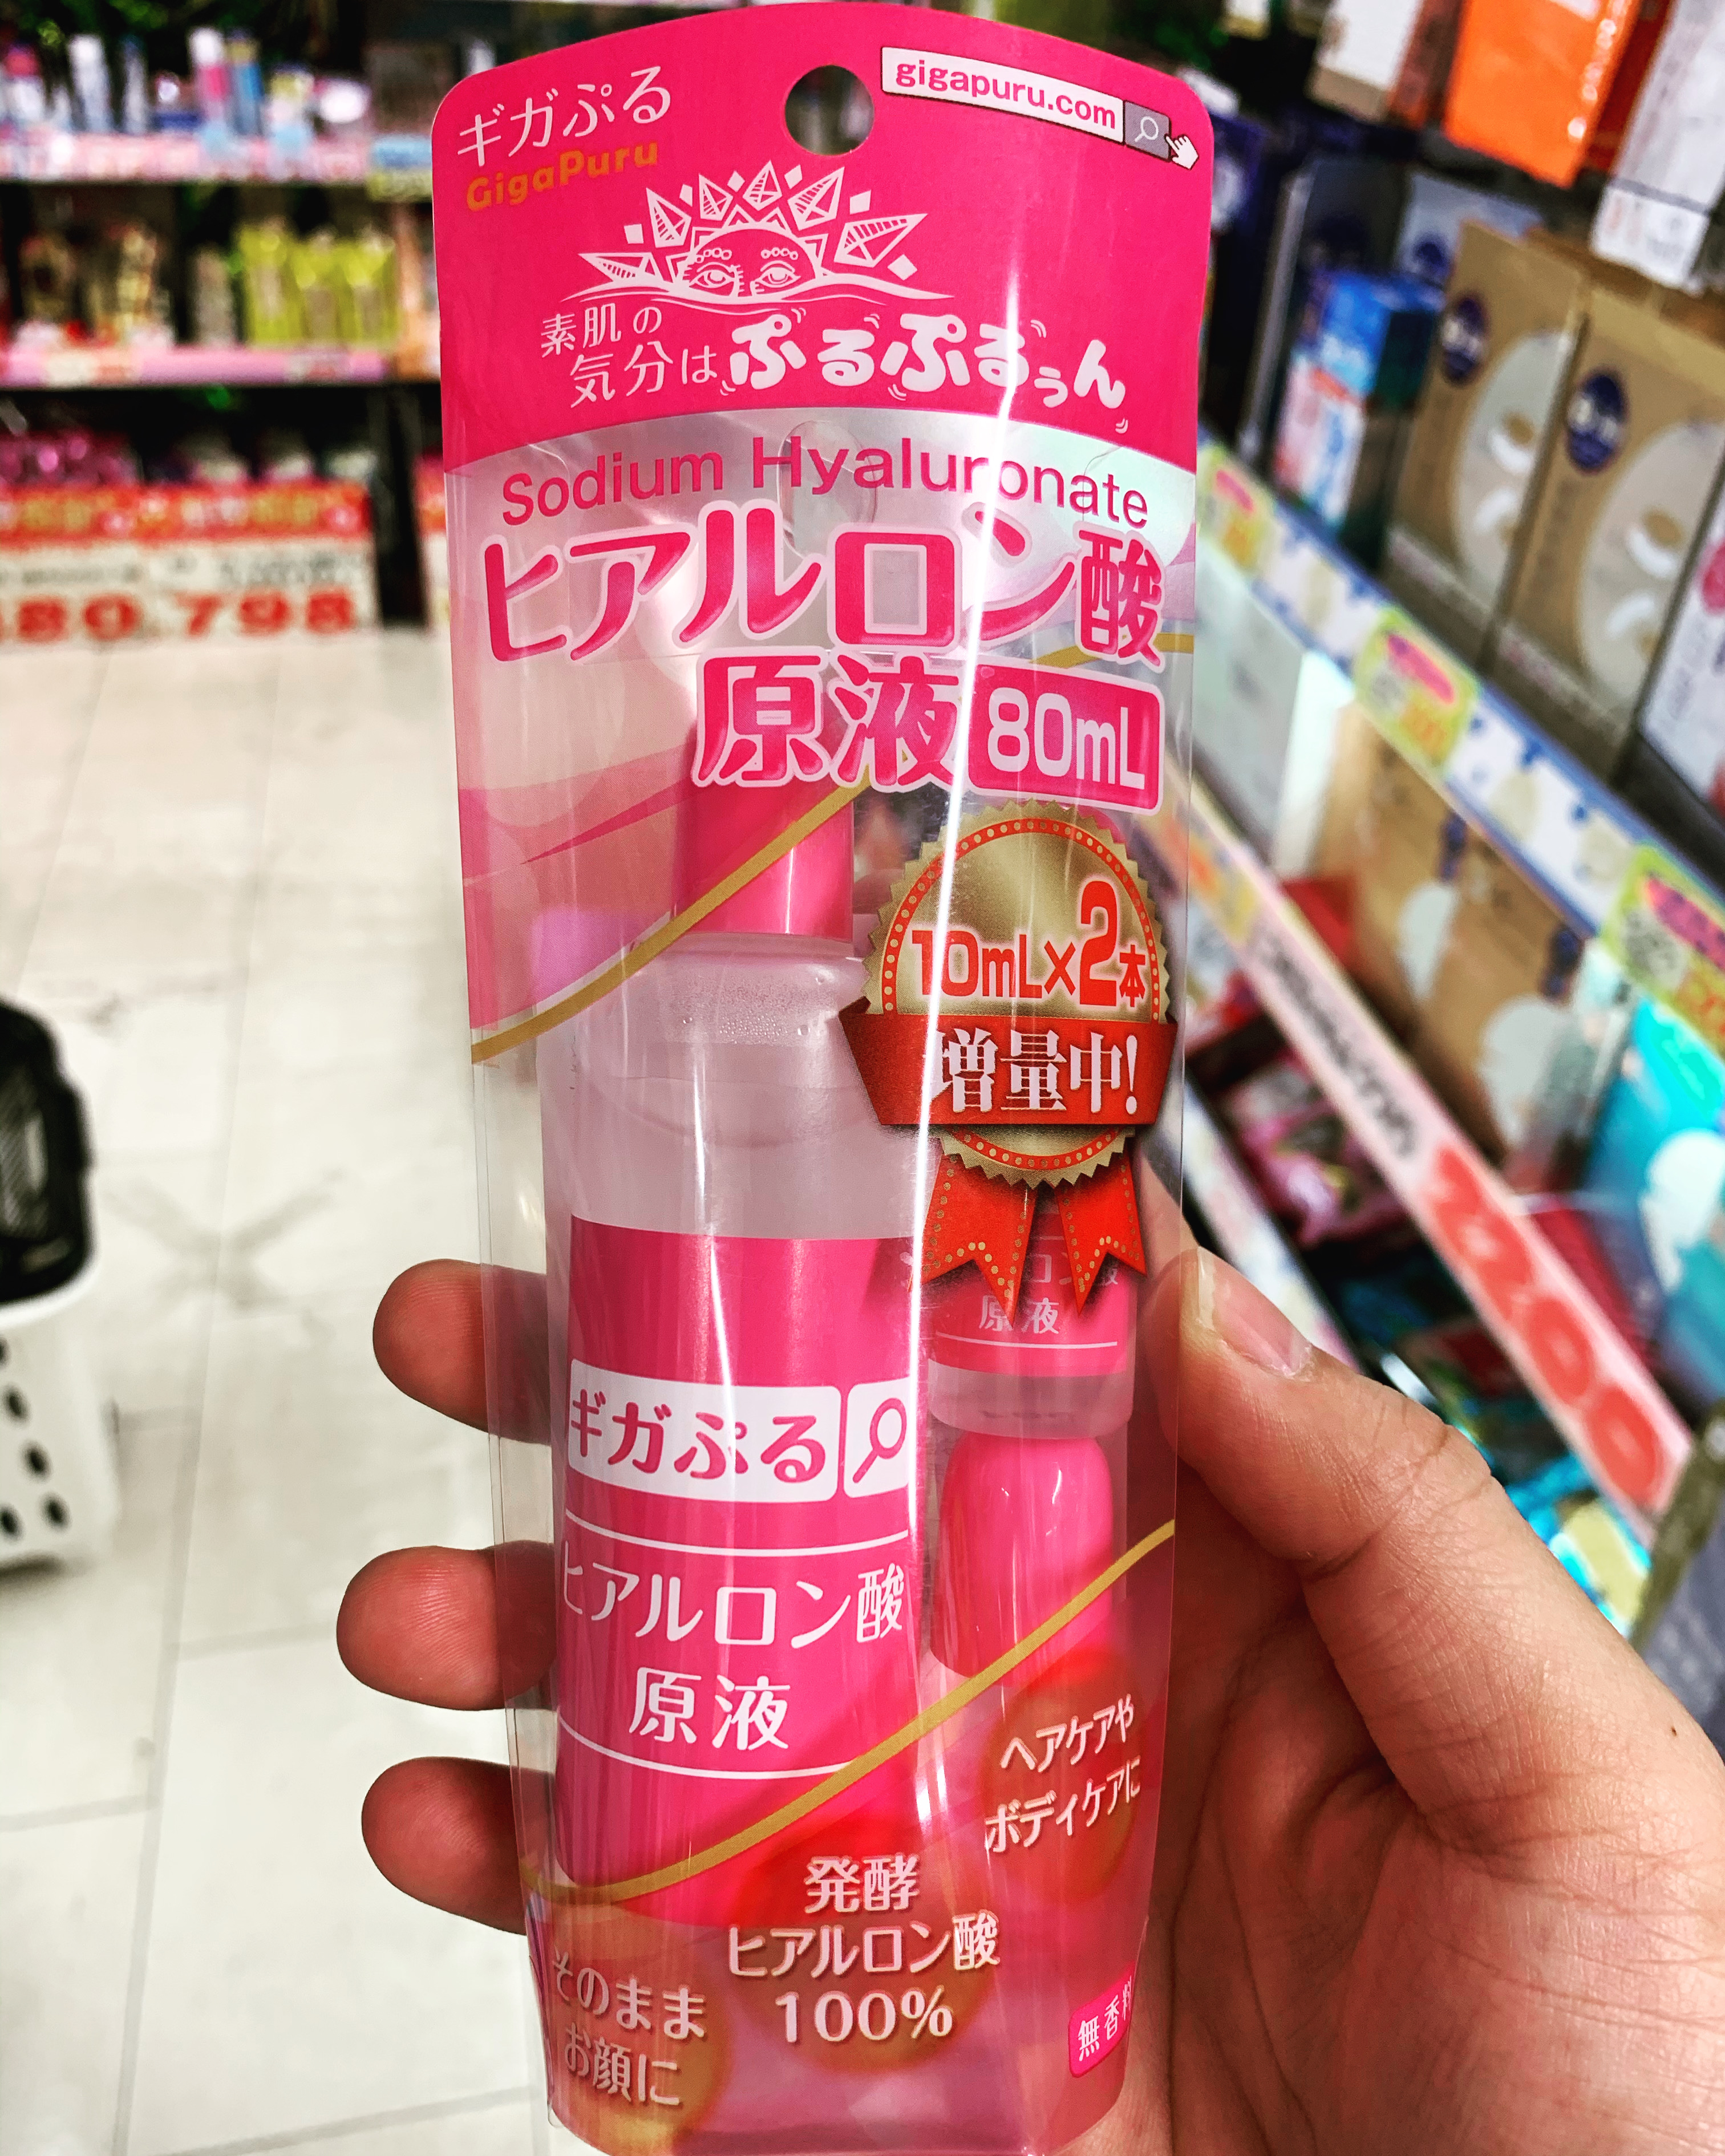 ギガぷる
GigaPuru
gigapuru.com
素肌の
気分は ぷるぷるぅん
Sodium Hyaluronate
ヒアルロン酸
原液 80mL
10mL×2本
増量中!
原液
ギガぷる
ヒアルロン酸
原液
ヘアケアや
ボディケアに
発酵
ヒアルロン酸
100%
そのまま
お顔に
無香料
798